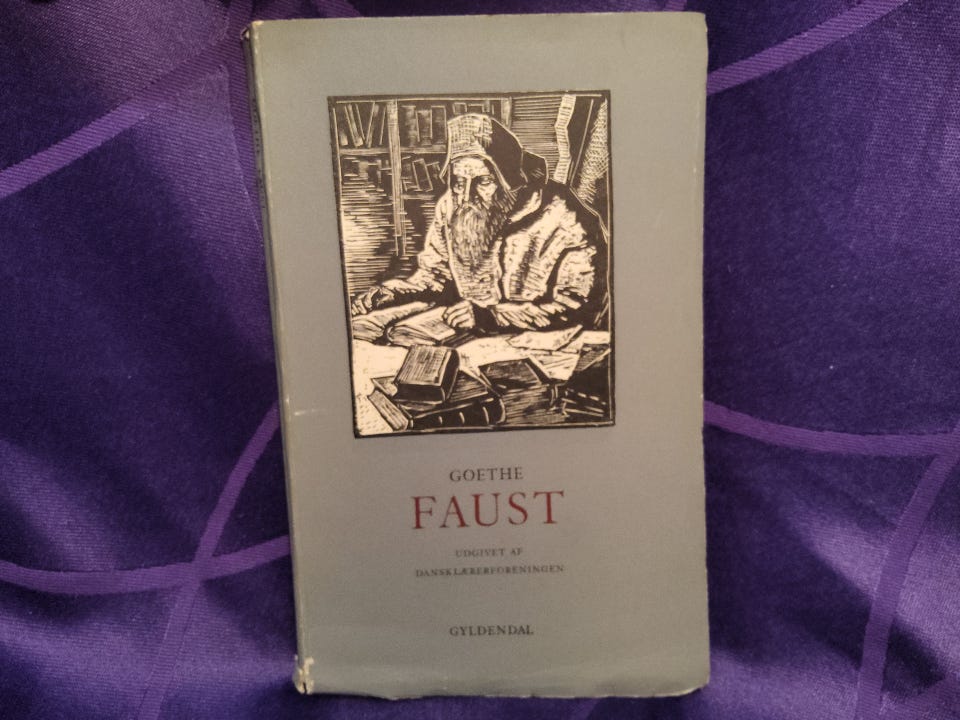 GOETHE
FAUST
UDGIVET AF
DANSKLÆRERFORENINGEN
GYLDENDAL